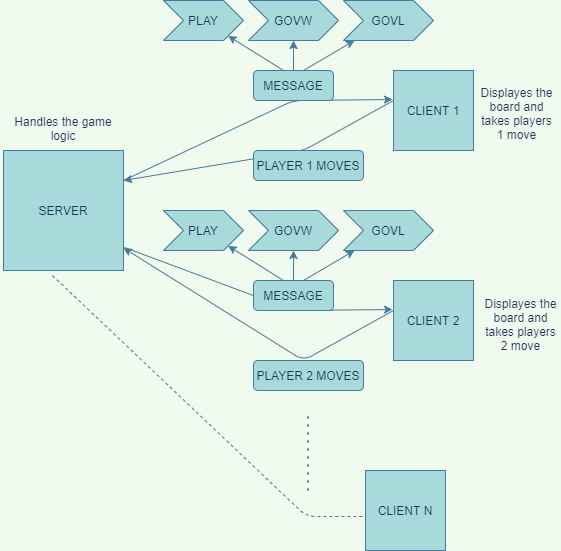 PLAY
GOVW
GOVL
MESSAGE
CLIENT 1
Displayes the
board and
takes players
1 move
Handles the game
logic
PLAYER 1 MOVES
SERVER
PLAY
GOVW
GOVL
MESSAGE
CLIENT 2
Displayes the
board and
takes players
2 move
PLAYER 2 MOVES
CLIENT N